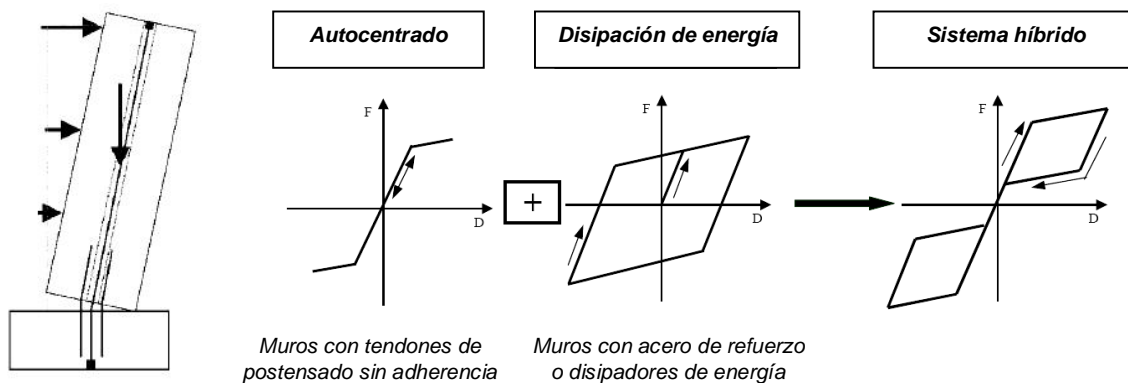 Autocentrado
Disipación de energía
Sistema híbrido
F
D
+
F
D
F
D
Muros con tendones de
postensado sin adherencia
Muros con acero de refuerzo
o disipadores de energía